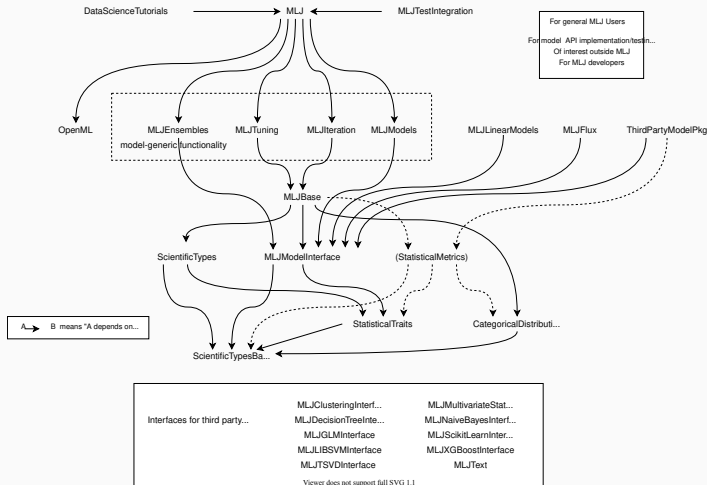 DataScienceTutorials
MLJ
MLJTestIntegration
For general MLJ Users
For model API implementation/testin...
Of interest outside MLJ
For MLJ developers
OpenML
MLJEnsembles
MLJTuning
MLJIteration
MLJModels
MLJLinearModels
MLJFlux
ThirdPartyModelPkg
model-generic functionality
MLJBase
ScientificTypes
MLJModelInterface
(StatisticalMetrics)
A
B means "A depends on...
StatisticalTraits
CategoricalDistributi...
ScientificTypesBa...
Interfaces for third party...
MLJClusteringInterf...
MLJDecisionTreeInte...
MLJGLMInterface
MLJLIBSVMInterface
MLJTSVDInterface
MLJMultivariateStat...
MLJNaiveBayesInterf...
MLJScikitLearnInter...
MLJXGBoostInterface
MLJText
Viewer does not support full SVG 1.1